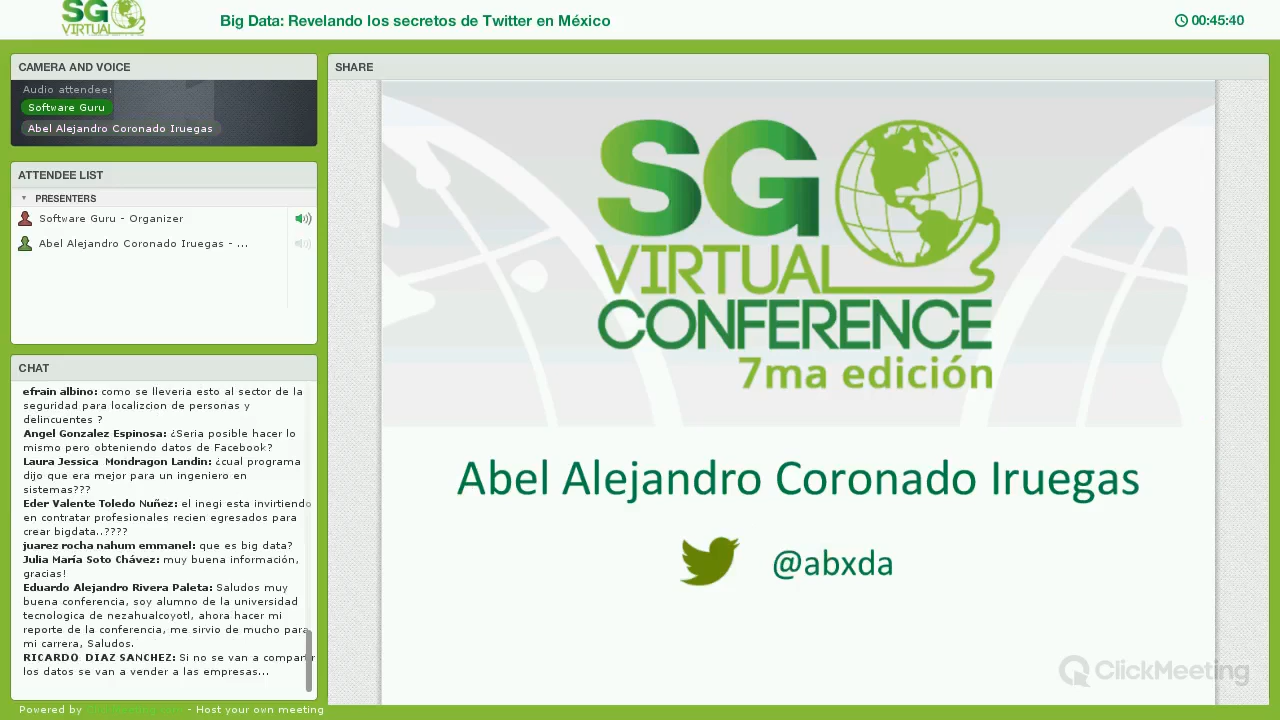 SG
VIRTUAL
Big Data: Revelando los secretos de Twitter en México
00:45:40
CAMERA AND VOICE
Audio attendee:
Software Guru
Abel Alejandro Coronado Iruegas
ATTENDEE LIST
PRESENTERS
Software Guru - Organizer
Abel Alejandro Coronado Iruegas - ...
CHAT
efrain albino: como se lleveria esto al sector de la
seguridad para localizcion de personas y
delincuentes ?
Angel Gonzalez Espinosa: ¿Seria posible hacer lo
mismo pero obteniendo datos de Facebook?
Laura Jessica Mondragon Landin: ¿cual programa
dijo que era mejor para un ingeniero en
sistemas???
Eder Valente Toledo Nuñez: el inegi esta invirtiendo
en contratar profesionales recien egresados para
crear bigdata..????
juarez rocha nahum emmanel: que es big data?
Julia María Soto Chávez: muy buena información,
gracias!
Eduardo Alejandro Rivera Paleta: Saludos muy
buena conferencia, soy alumno de la universidad
tecnologica de nezahualcoyotl, ahora hacer mi
reporte de la conferencia, me sirvio de mucho para
mi carrera, Saludos.
RICARDO DIAZ SANCHEZ: Si no se van a compartir
los datos se van a vender a las empresas...
Powered by ClickMeeting.com - Host your own meeting
SHARE
SG
VIRTUAL
CONFERENCE
7ma edición
Abel Alejandro Coronado Iruegas
@abxda
ClickMeeting